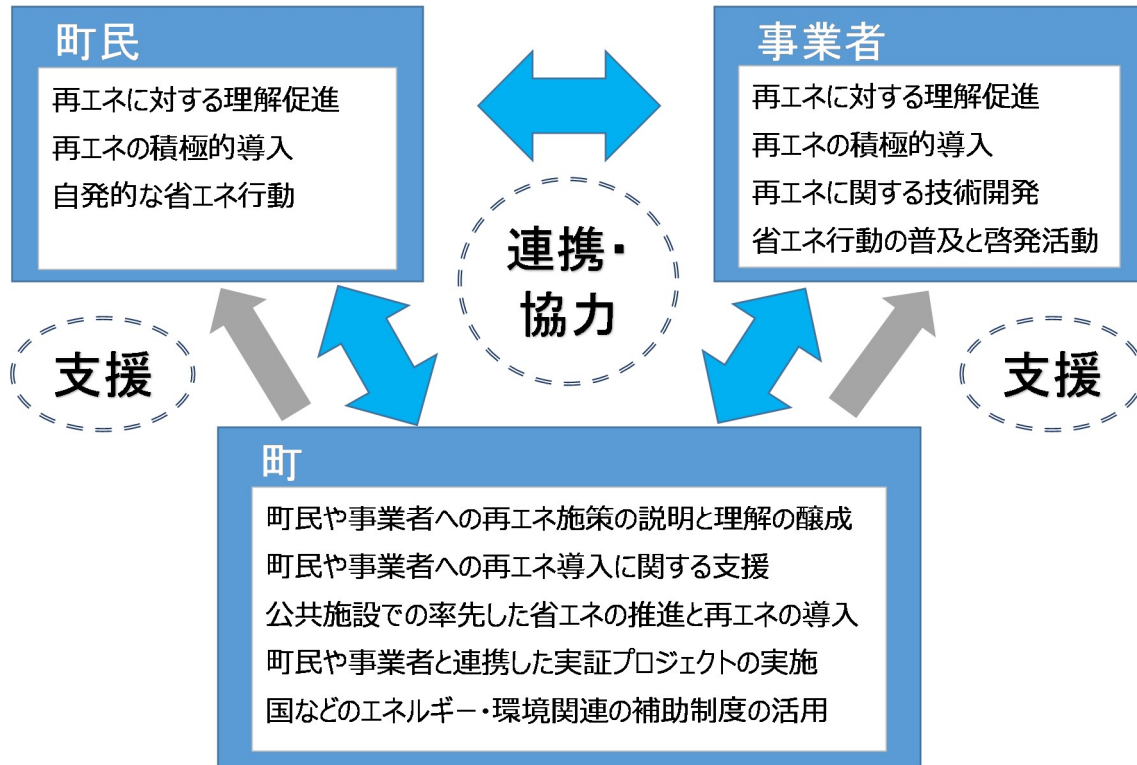 町民
再エネに対する理解促進
再エネの積極的導入
自発的な省エネ行動
事業者
再エネに対する理解促進
再エネの積極的導入
再エネに関する技術開発
省エネ行動の普及と啓発活動
連携・
協力
支援
支援
町
町民や事業者への再エネ施策の説明と理解の醸成
町民や事業者への再エネ導入に関する支援
公共施設での率先した省エネの推進と再エネの導入
町民や事業者と連携した実証プロジェクトの実施
国などのエネルギー・環境関連の補助制度の活用